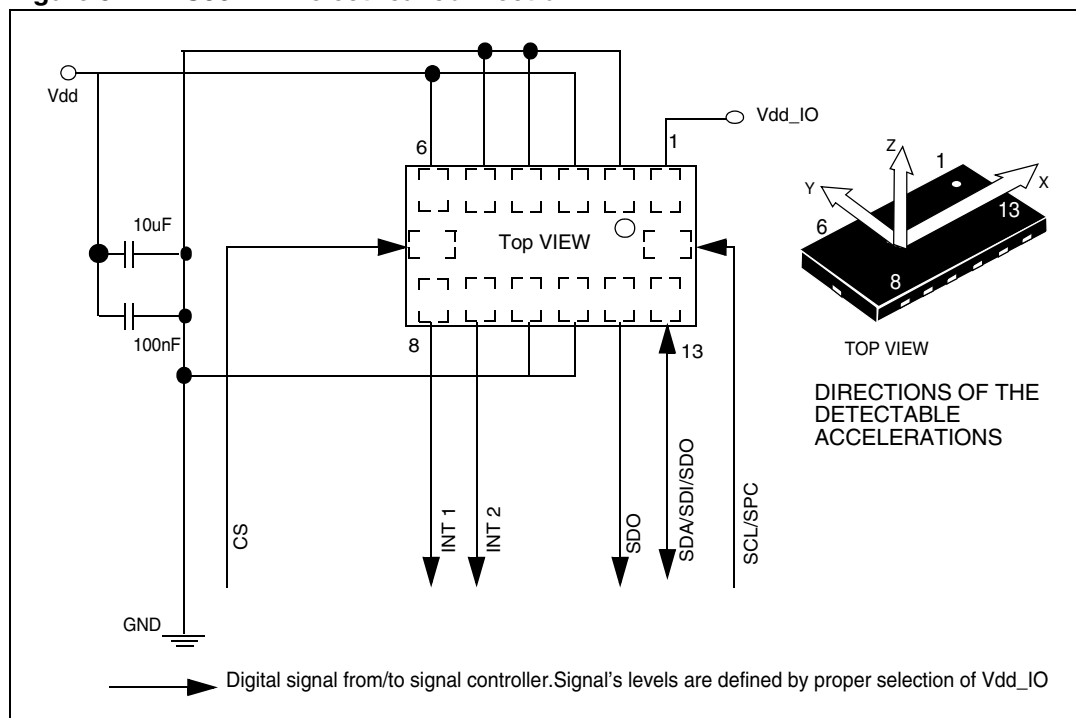 Vdd
Vdd_IO
6
1
10uF
Top VIEW
100nF
8
13
CS
INT 1
INT 2
SDO
SDA/SDI/SDO
SCL/SPC
GND
Z
1
Y
X
6
13
8
TOP VIEW
DIRECTIONS OF THE
DETECTABLE
ACCELERATIONS
Digital signal from/to signal controller.Signal's levels are defined by proper selection of Vdd_IO